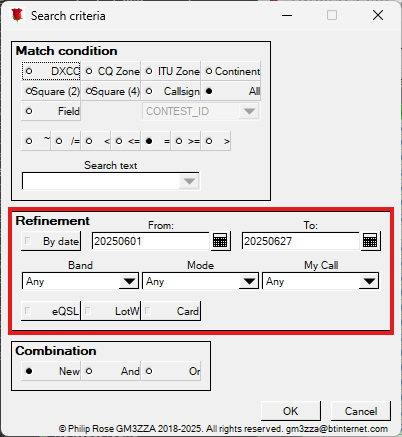 Search criteria
Match condition
DXCC CQ Zone ITU Zone Continent
Square (2) Square (4) Callsign All
Field CONTEST_ID
~ /= < <= = >= >
Search text
Refinement
From: To:
By date 20250601 20250627
Band Mode My Call
Any Any Any
eQSL LotW Card
Combination
New And Or
OK Cancel
© Philip Rose GM3ZZA 2018-2025. All rights reserved. gm3zza@btinternet.com